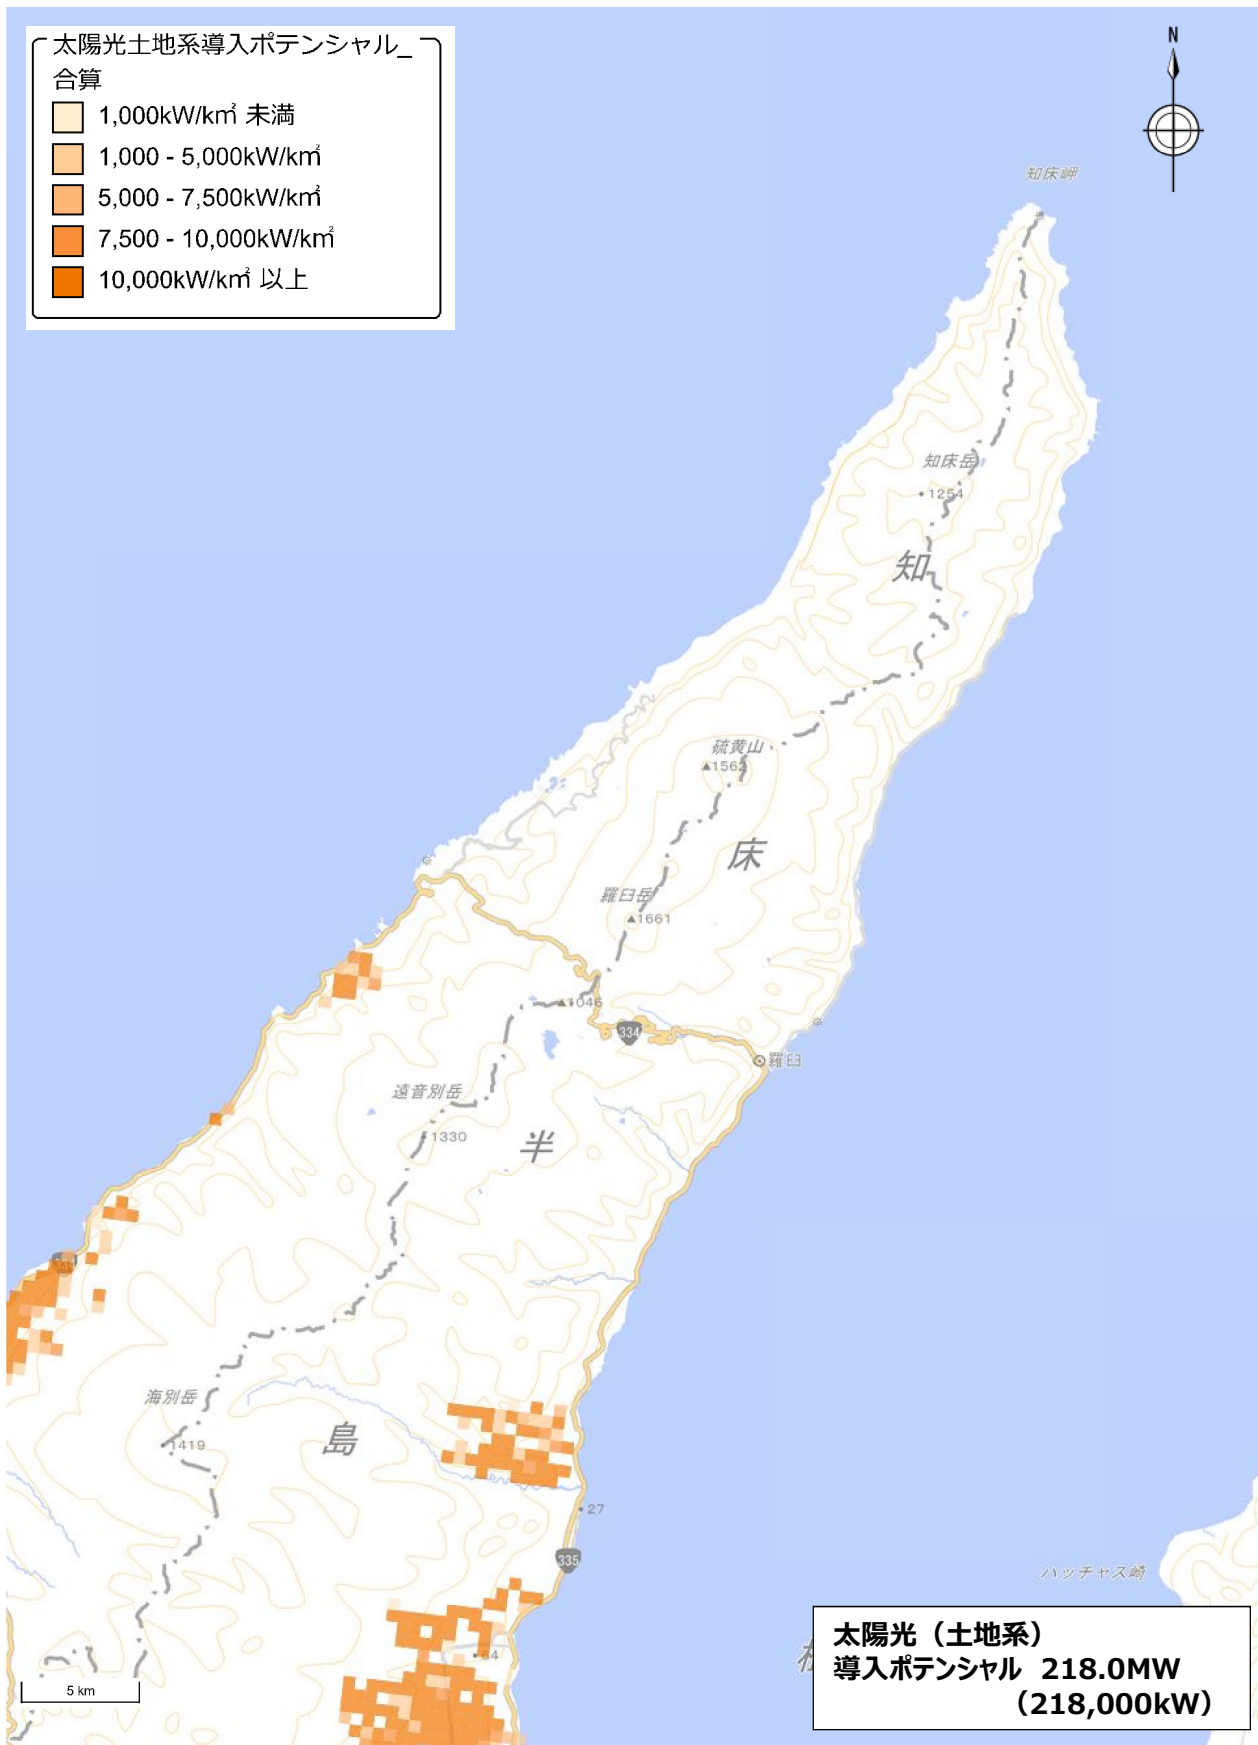 太陽光土地系導入ポテンシャル_
合算
1,000kW/km² 未満
1,000 - 5,000kW/km²
5,000 - 7,500kW/km²
7,500 - 10,000kW/km²
10,000kW/km² 以上
N
知床岬
知床岳
1254
知
硫黄山
1562
床
羅臼岳
1661
1046
334
羅臼
遠音別岳
1330
半
海別岳
1419
島
27
335
ハッチャス崎
64
5 km
太陽光（土地系）
導入ポテンシャル 218.0MW
（218,000kW）